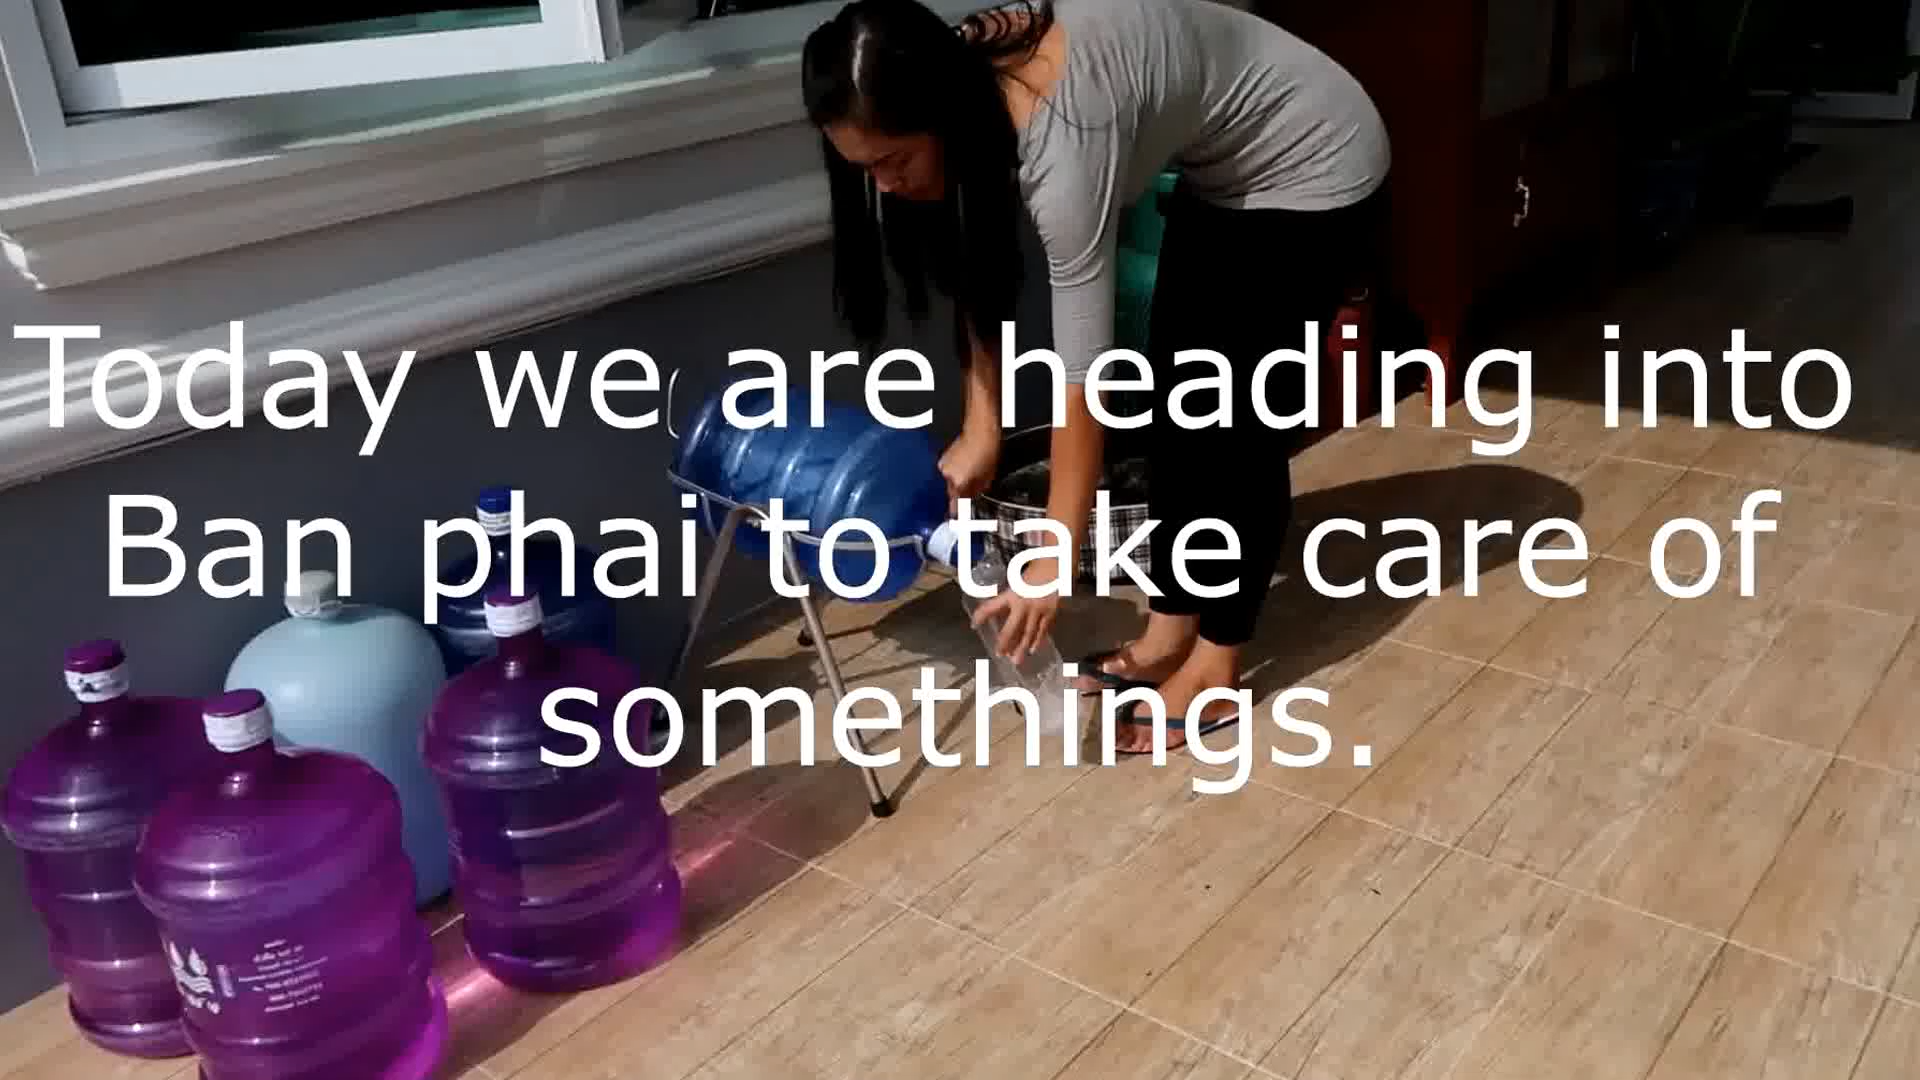 Today we are heading into
Ban phai to take care of
somethings.